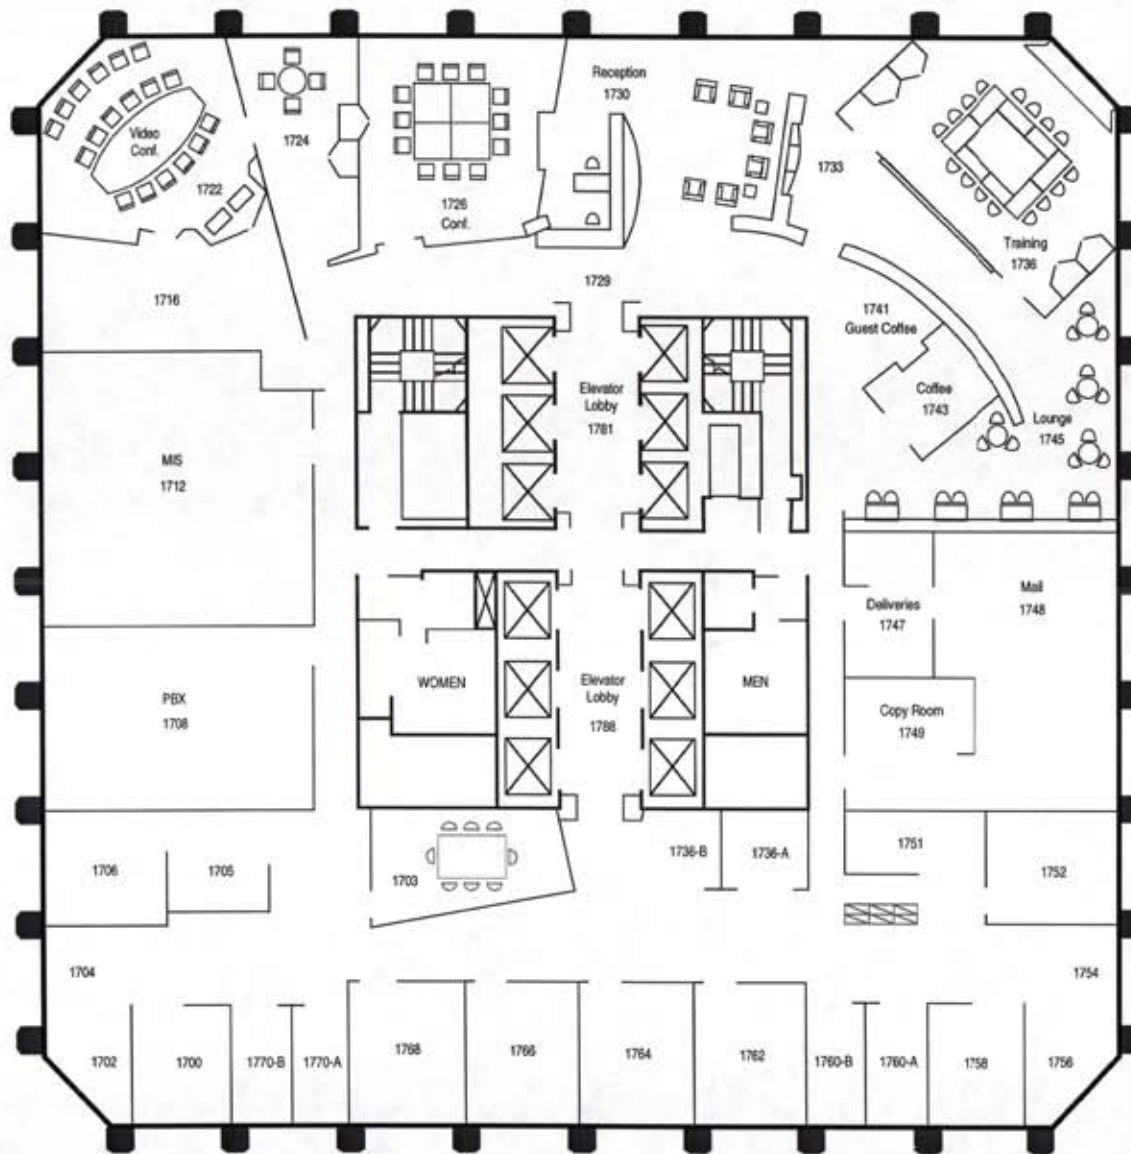 Reception
1730
Video
Conf.
1724
1722
1726
Conf.
1733
Training
1736
1729
1716
1741
Guest Coffee
Elevator
Lobby
1781
Coffee
1743
Lounge
1745
MIS
1712
Mail
1748
Deliveries
1747
WOMEN
Elevator
Lobby
1788
MEN
PBX
1708
Copy Room
1749
1706
1705
1703
1736-B
1736-A
1751
1752
1704
1754
1702
1700
1770-B
1770-A
1768
1766
1764
1762
1760-B
1760-A
1758
1756